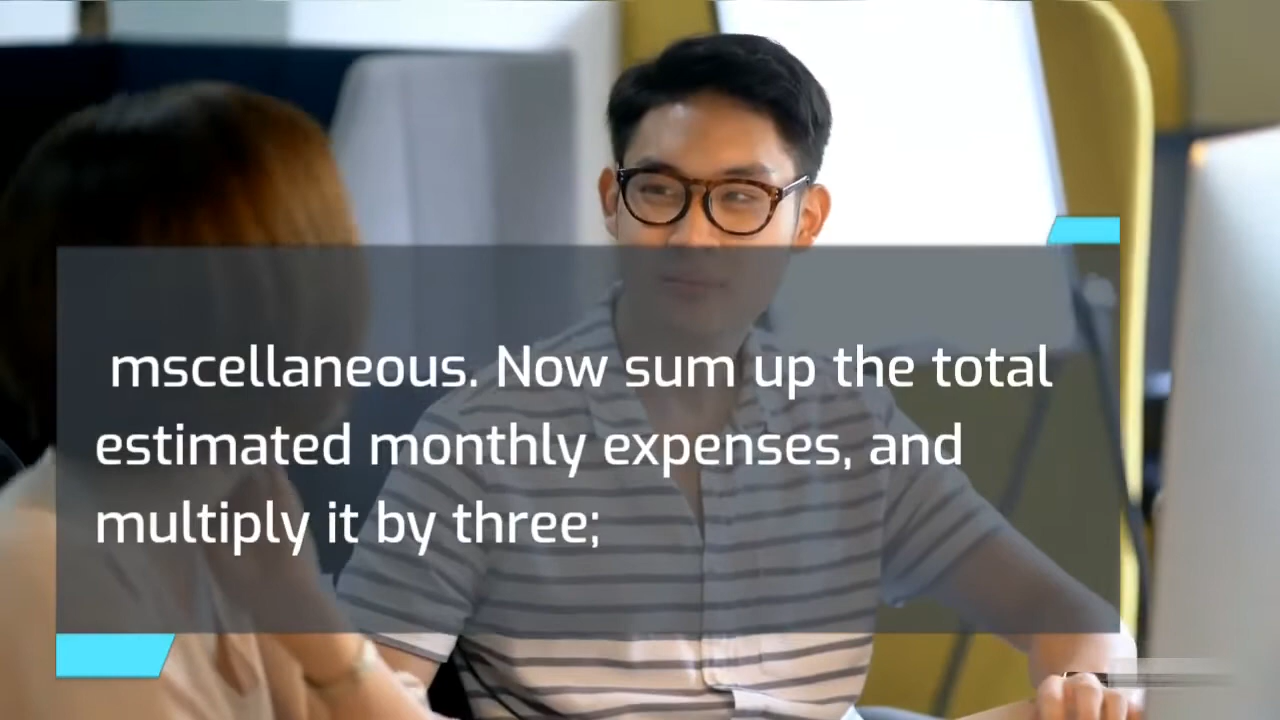 mscellaneous. Now sum up the total
estimated monthly expenses, and
multiply it by three;